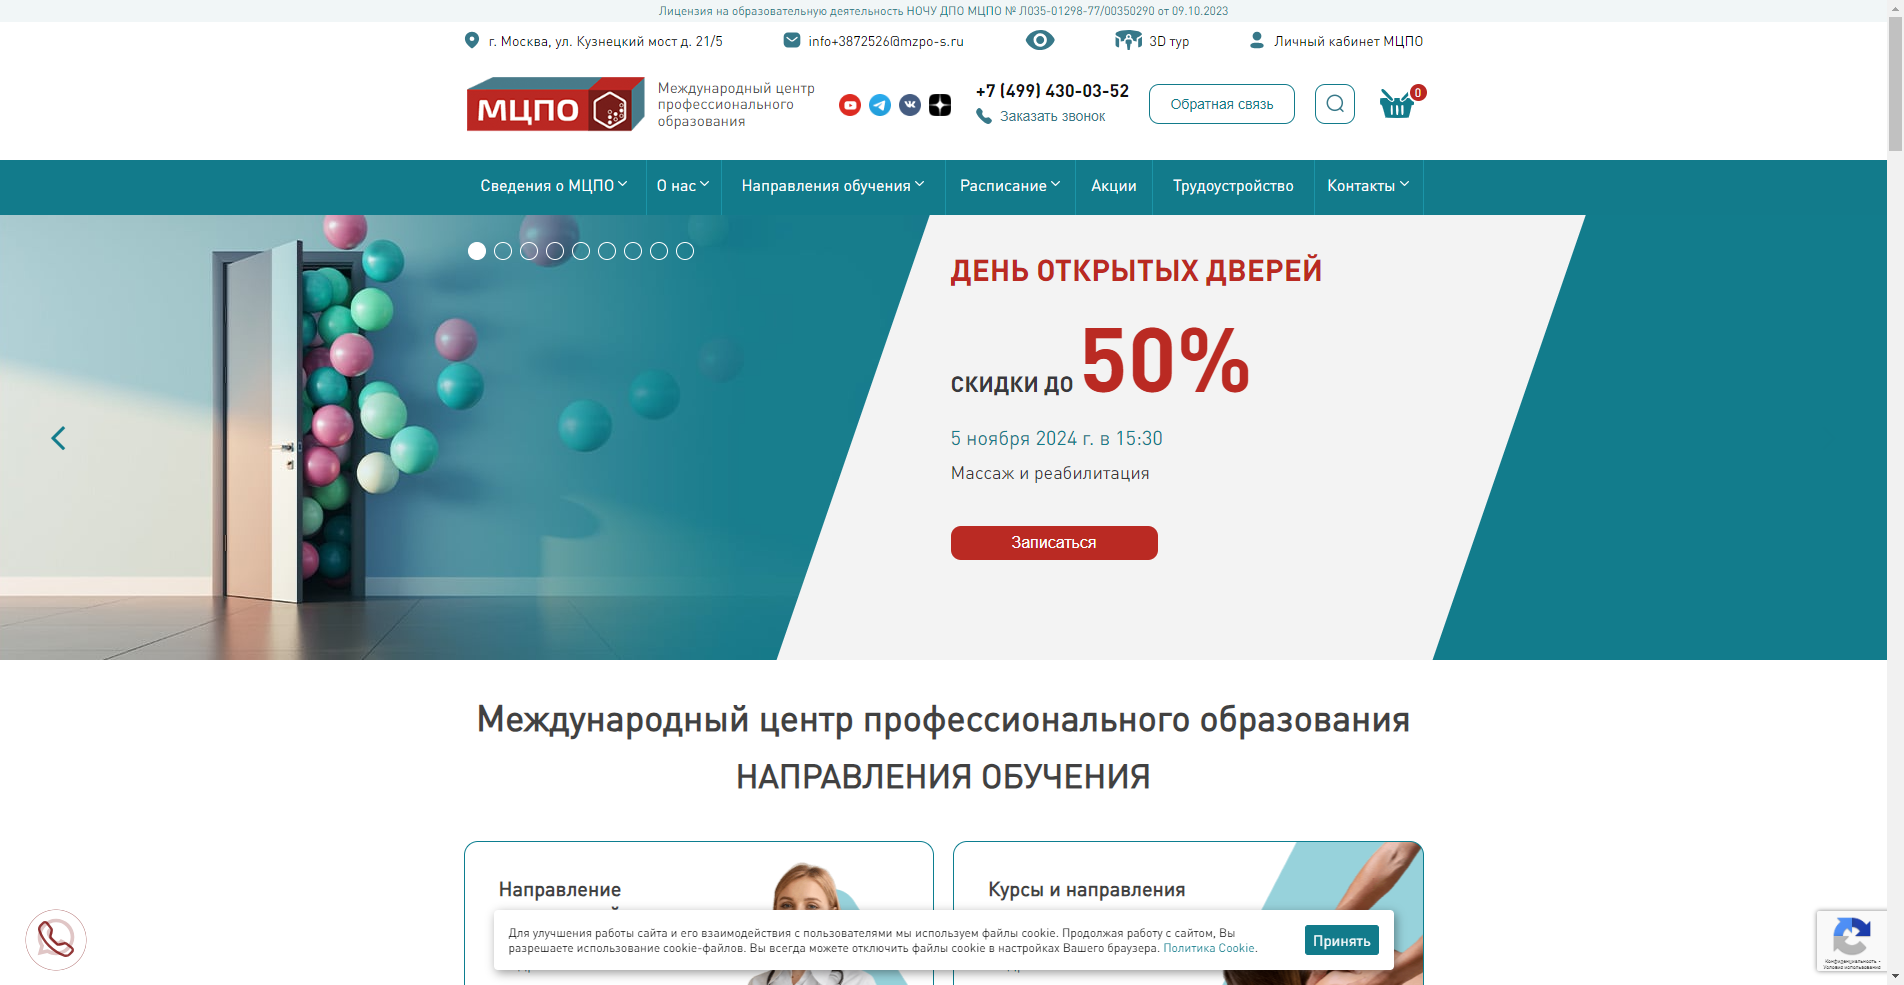 Лицензия на образовательную деятельность НОЧУ ДПО МЦПО № Л035-01298-77/00350290 от 09.10.2023
г. Москва, ул. Кузнецкий мост д. 21/5
info+3872526@mzpo-s.ru
3D тур
Личный кабинет МЦПО
МЦПО
Международный центр
профессионального
образования
+7 (499) 430-03-52
Заказать звонок
Обратная связь
0
Сведения о МЦПО
О нас
Направления обучения
Расписание
Акции
Трудоустройство
Контакты
ДЕНЬ ОТКРЫТЫХ ДВЕРЕЙ
СКИДКИ ДО 50%
5 ноября 2024 г. в 15:30
Массаж и реабилитация
Записаться
Международный центр профессионального образования
НАПРАВЛЕНИЯ ОБУЧЕНИЯ
Направление
Курсы и направления
Для улучшения работы сайта и его взаимодействия с пользователями мы используем файлы cookie. Продолжая работу с сайтом, Вы
разрешаете использование cookie-файлов. Вы всегда можете отключить файлы cookie в настройках Вашего браузера. Политика Cookie.
Принять
Конфиденциальность -
Условия использования